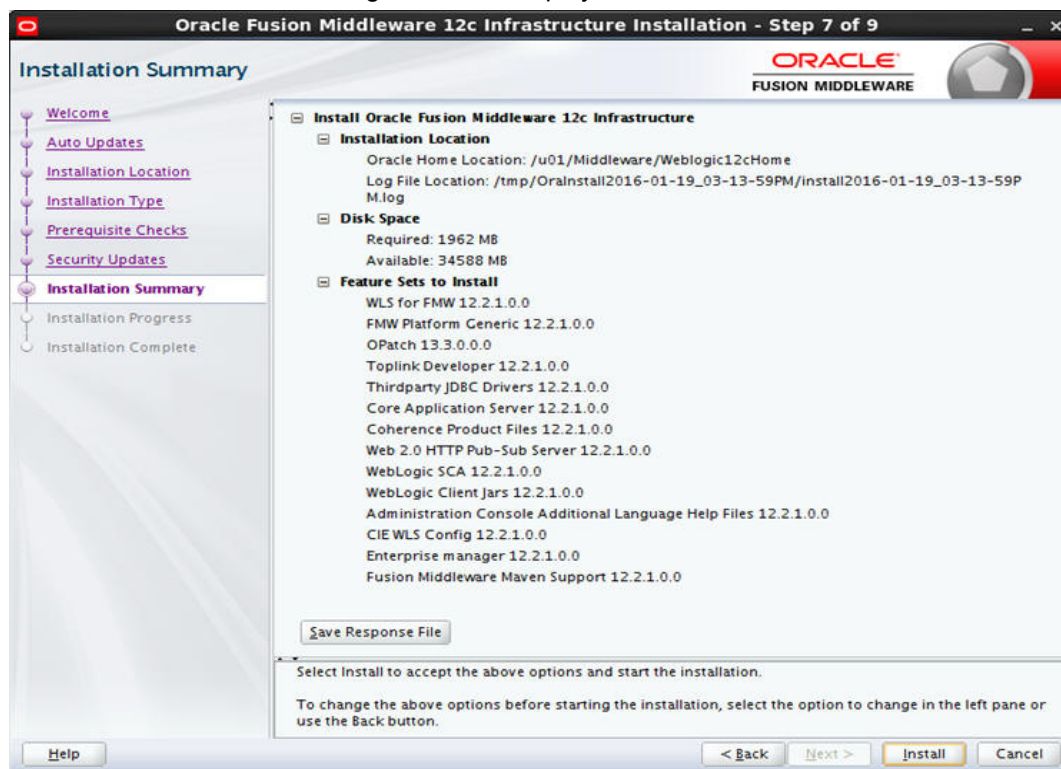 Oracle Fusion Middleware 12c Infrastructure Installation - Step 7 of 9
Installation Summary
ORACLE
FUSION MIDDLEWARE
Welcome
Auto Updates
Installation Location
Installation Type
Prerequisite Checks
Security Updates
Installation Summary
Installation Progress
Installation Complete
Install Oracle Fusion Middleware 12c Infrastructure
Installation Location
Oracle Home Location: /u01/Middleware/Weblogic12cHome
Log File Location: /tmp/OraInstall2016-01-19_03-13-59PM/install2016-01-19_03-13-59P
M.log
Disk Space
Required: 1962 MB
Available: 34588 MB
Feature Sets to Install
WLS for FMW 12.2.1.0.0
FMW Platform Generic 12.2.1.0.0
OPatch 13.3.0.0.0
Toplink Developer 12.2.1.0.0
Thirdparty JDBC Drivers 12.2.1.0.0
Core Application Server 12.2.1.0.0
Coherence Product Files 12.2.1.0.0
Web 2.0 HTTP Pub-Sub Server 12.2.1.0.0
WebLogic SCA 12.2.1.0.0
WebLogic Client Jars 12.2.1.0.0
Administration Console Additional Language Help Files 12.2.1.0.0
CIE WLS Config 12.2.1.0.0
Enterprise manager 12.2.1.0.0
Fusion Middleware Maven Support 12.2.1.0.0
Save Response File
Select Install to accept the above options and start the installation.
To change the above options before starting the installation, select the option to change in the left pane or
use the Back button.
Help
< Back
Next >
Install
Cancel